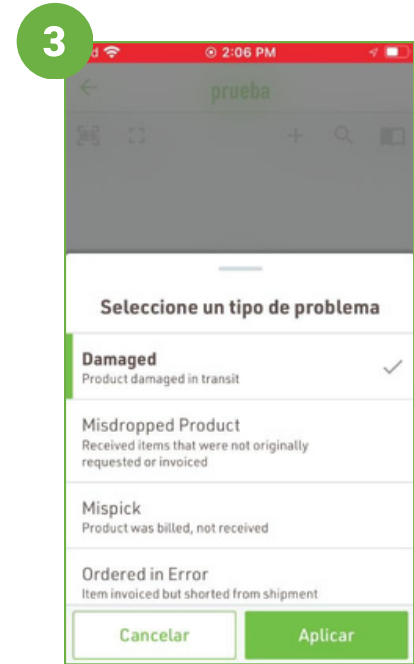 3
2:06 PM
prueba
Seleccione un tipo de problema
Damaged
Product damaged in transit
Misdropped Product
Received items that were not originally
requested or invoiced
Mispick
Product was billed, not received
Ordered in Error
Item invoiced but shorted from shipment
Cancelar
Aplicar